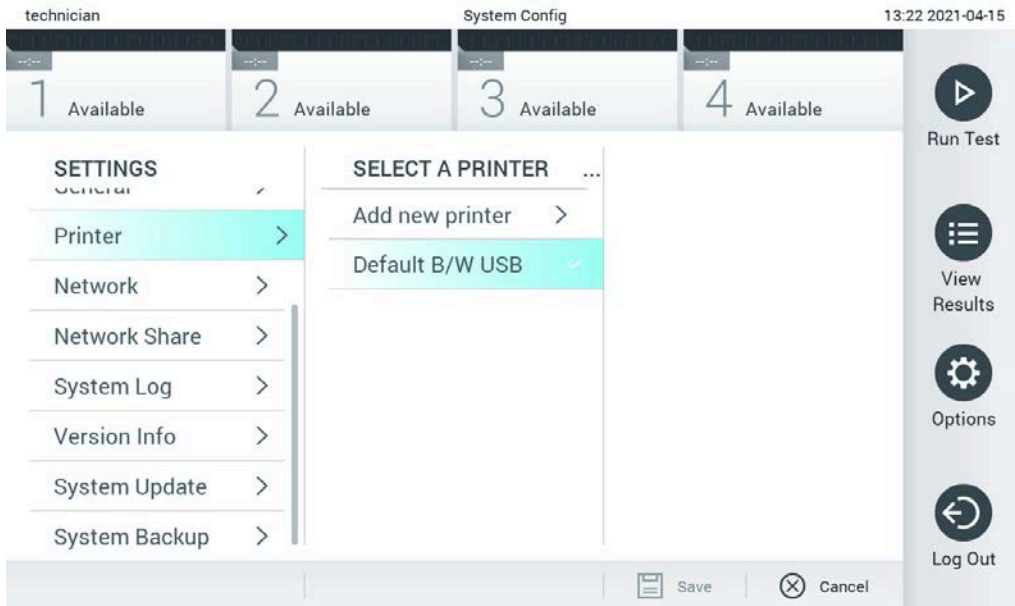 technician System Config 13:22 2021-04-15
--:-- --:-- --:-- --:--
1 Available 2 Available 3 Available 4 Available
Run Test
SETTINGS SELECT A PRINTER ...
General
Add new printer
Printer
Default B/W USB
Network
View
Results
Network Share
System Log
Options
Version Info
System Update
System Backup
Log Out
Save Cancel